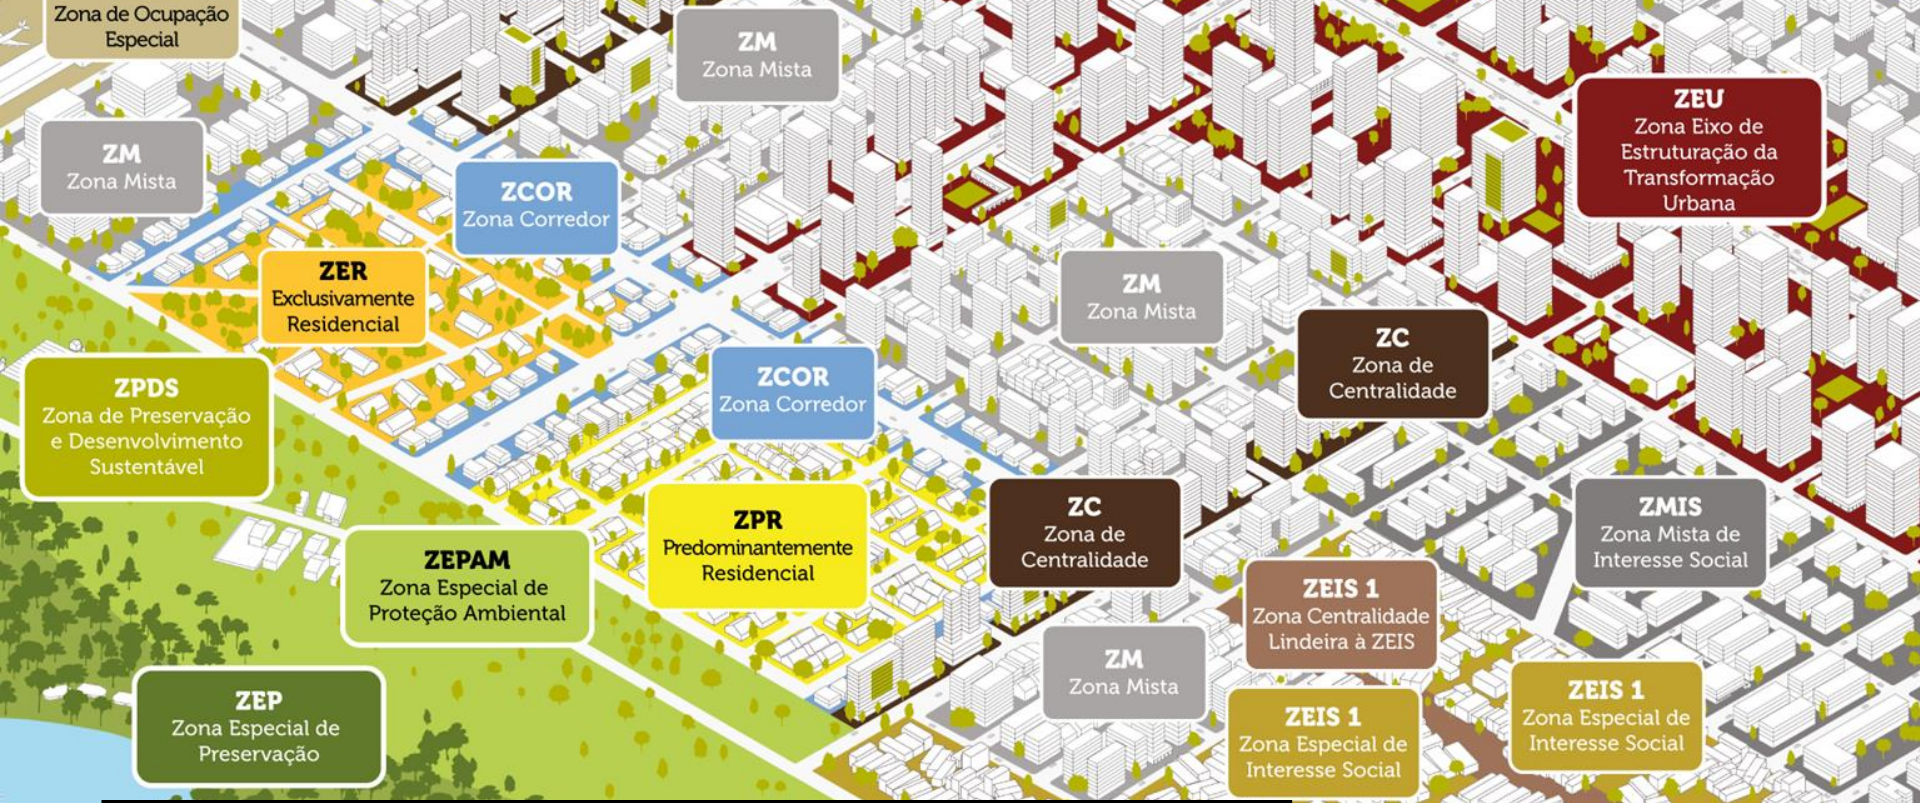 Zona de Ocupação
Especial
ZM
Zona Mista
ZEU
Zona Eixo de
Estruturação da
Transformação
Urbana
ZM
Zona Mista
ZCOR
Zona Corredor
ZER
Exclusivamente
Residencial
ZM
Zona Mista
ZC
Zona de
Centralidade
ZPDS
Zona de Preservação
e Desenvolvimento
Sustentável
ZCOR
Zona Corredor
ZPR
Predominantemente
Residencial
ZC
Zona de
Centralidade
ZMIS
Zona Mista de
Interesse Social
ZEPAM
Zona Especial de
Proteção Ambiental
ZEIS 1
Zona Centralidade
Lindeira à ZEIS
ZM
Zona Mista
ZEP
Zona Especial de
Preservação
ZEIS 1
Zona Especial de
Interesse Social
ZEIS 1
Zona Especial de
Interesse Social